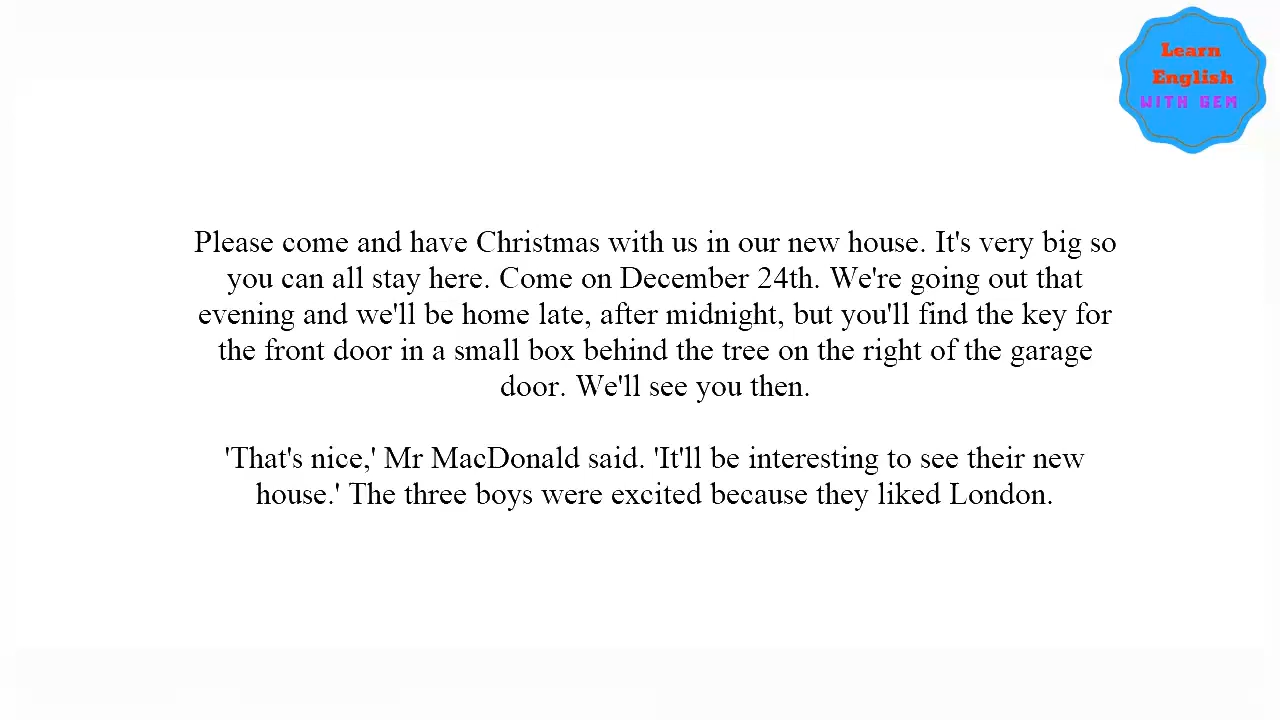 Learn
English
WITH GEM
Please come and have Christmas with us in our new house. It's very big so
you can all stay here. Come on December 24th. We're going out that
evening and we'll be home late, after midnight, but you'll find the key for
the front door in a small box behind the tree on the right of the garage
door. We'll see you then.
'That's nice,' Mr MacDonald said. 'It'll be interesting to see their new
house.' The three boys were excited because they liked London.